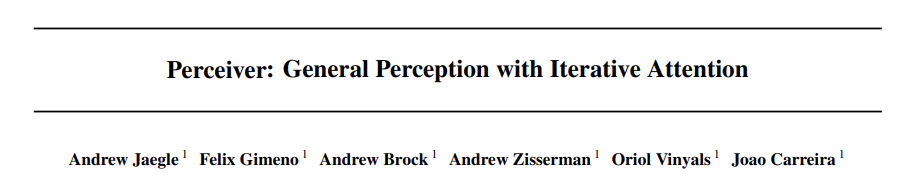 Perceiver: General Perception with Iterative Attention
Andrew Jaegle 1 Felix Gimeno 1 Andrew Brock 1 Andrew Zisserman 1 Oriol Vinyals 1 Joao Carreira 1